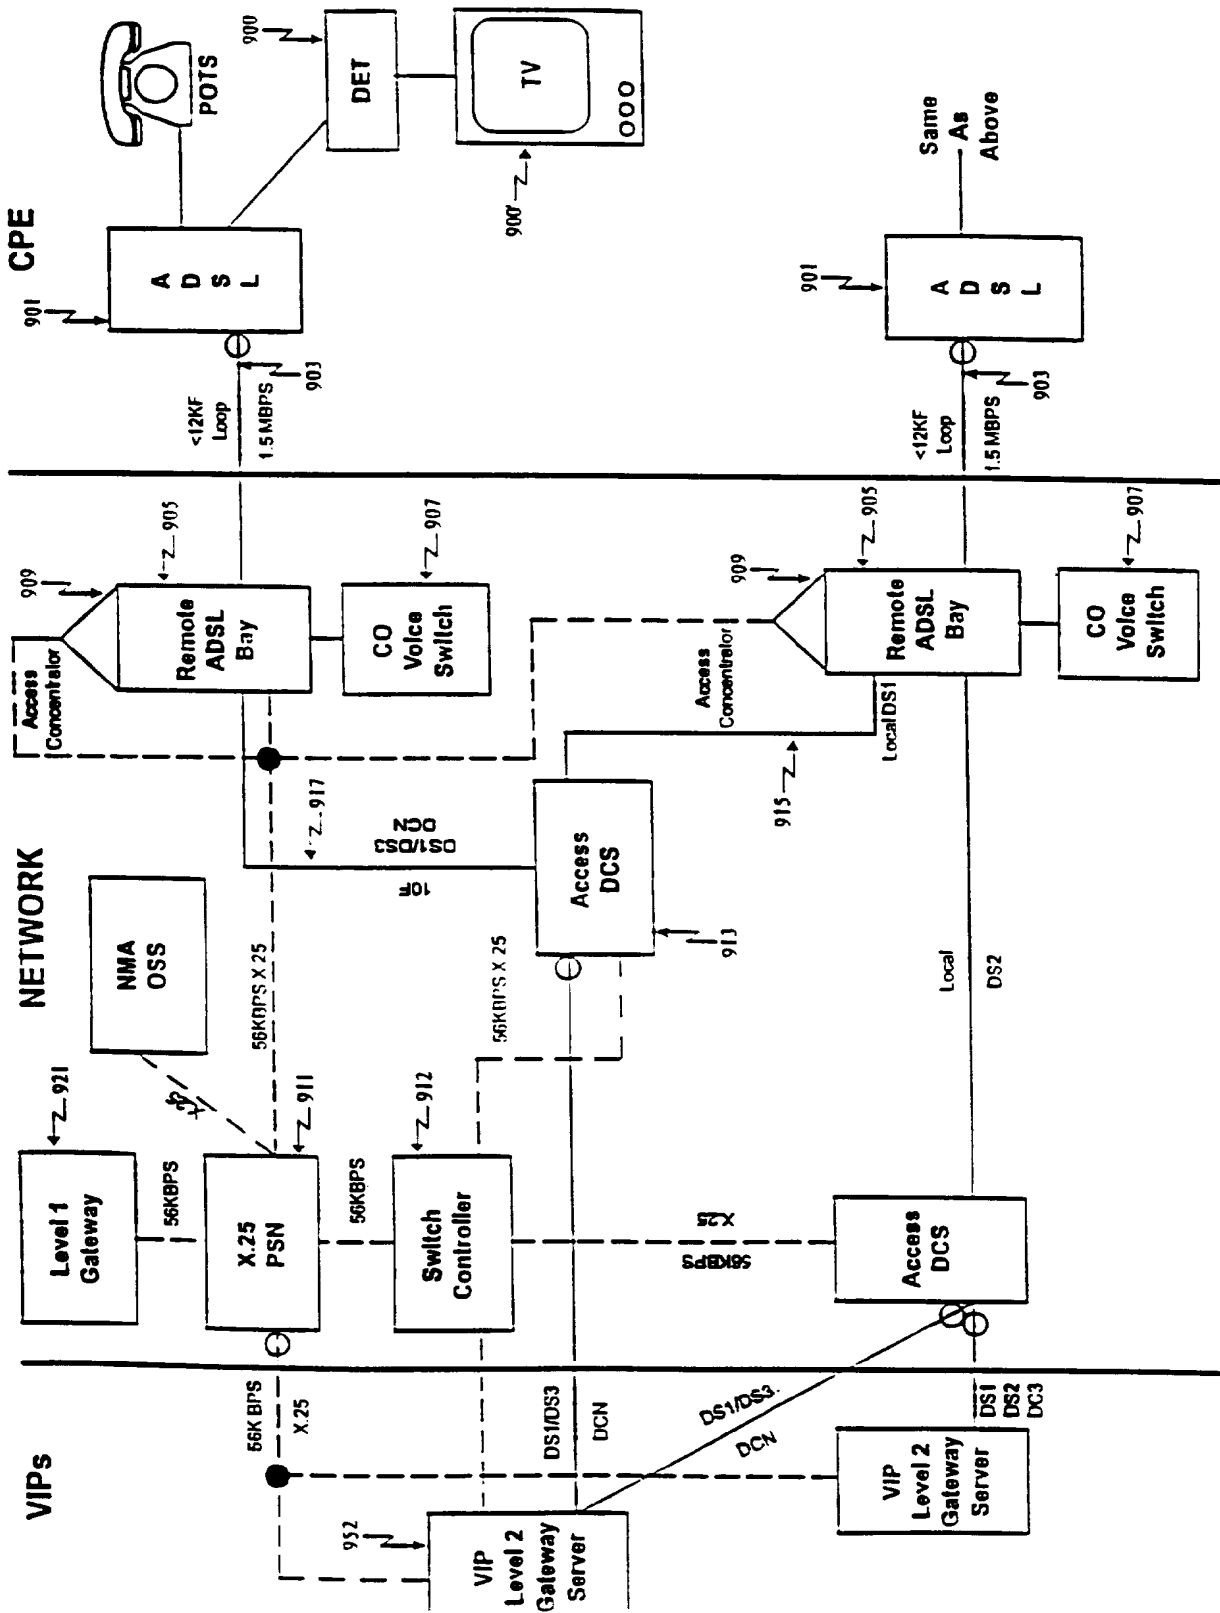 VIPs
NETWORK
CPE
Level 1
Gateway
921
56KBPS
X.25
PSN
911
56KBPS
Switch
Controller
912
NMA
OSS
X.25
56KBPS X 25
56KBPS X 25
56K BPS
X.25
952
VIP
Level 2
Gateway
Server
DS1/DS3
DCN
DS1/DS3.
DCN
VIP
Level 2
Gateway
Server
DS1
DS2
DC3
56KBPS
X.25
Access
DCS
Access
DCS
913
10F
DS1/DS3
DCN
917
Access
Concentrator
909
Remote
ADSL
Bay
905
CO
Voice
Switch
907
<12KF
Loop
1.5 MBPS
903
901
A
D
S
L
POTS
900
DET
TV
900'
915
Local DS1
Local
DS2
Access
Concentrator
909
Remote
ADSL
Bay
905
CO
Voice
Switch
907
<12KF
Loop
1.5 MBPS
903
901
A
D
S
L
Same
As
Above